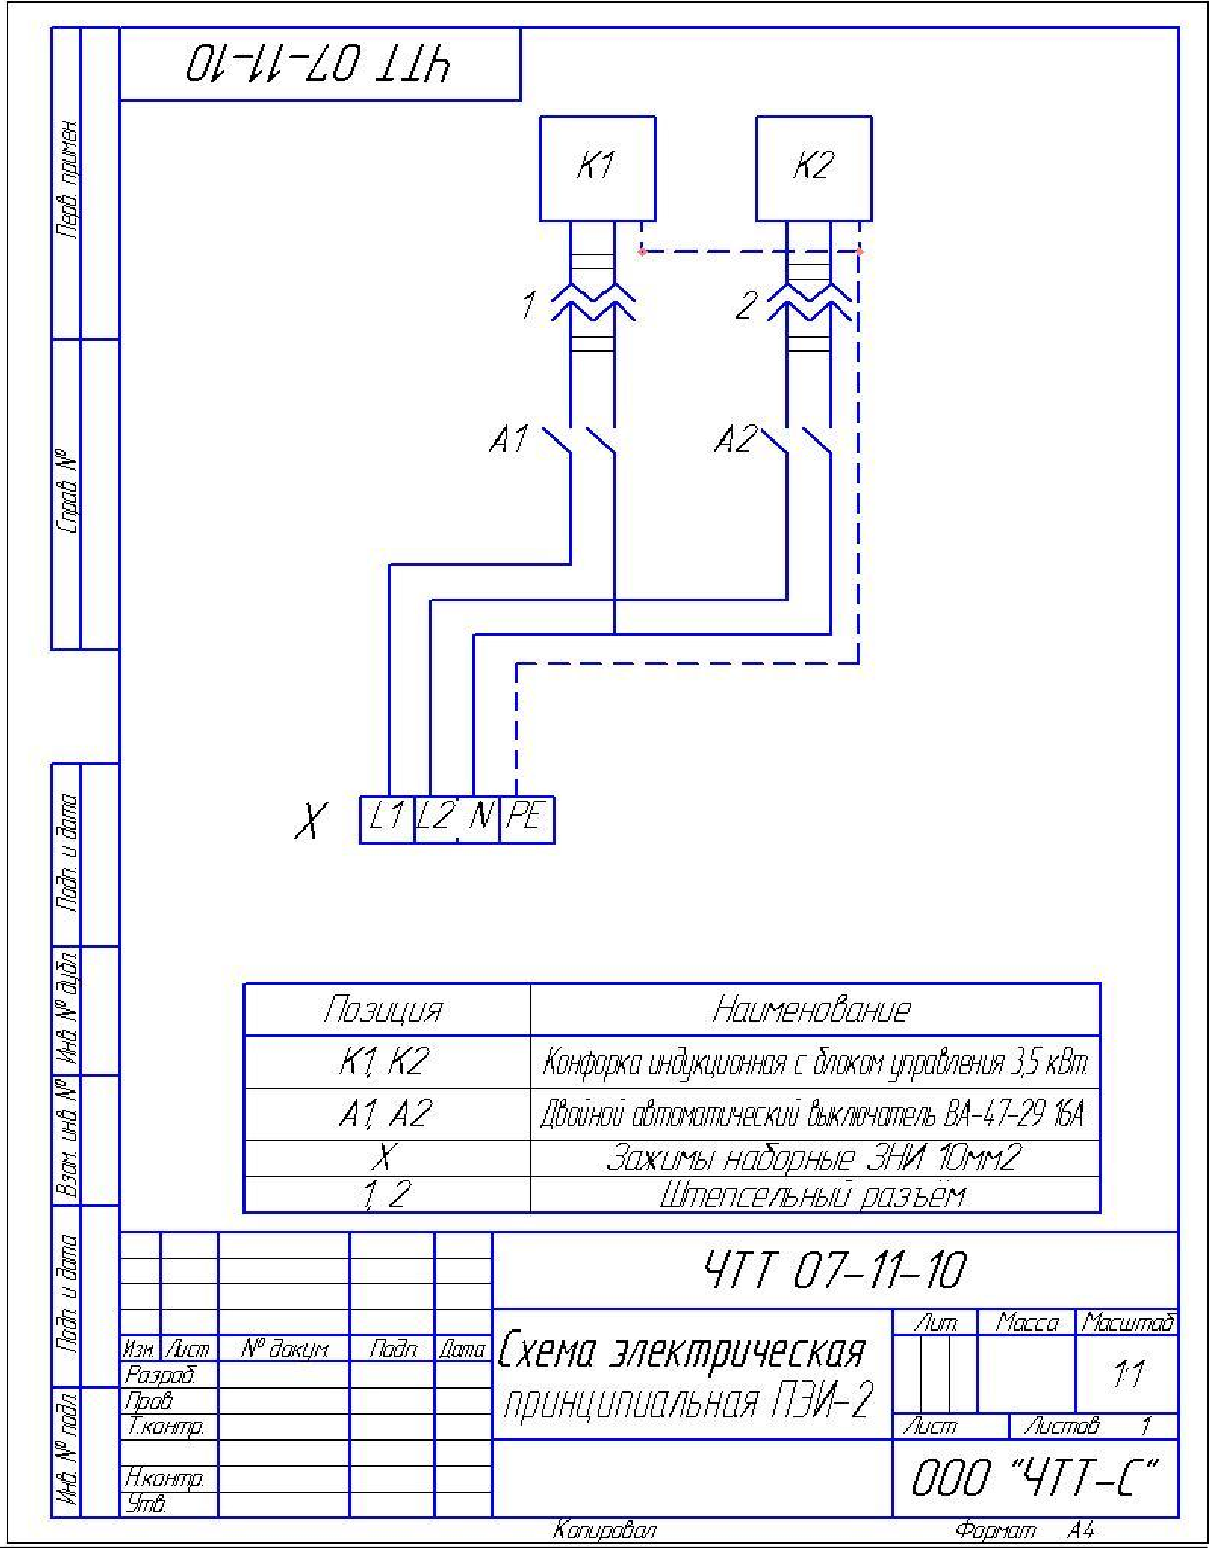 ЧТТ 07-11-10
Перв. примен.
Справ. №
Подп. и дата
Инв. № дубл.
Взам. инв. №
Подп. и дата
Инв. № подл.
К1
К2
1
2
А1
А2
X
L1 L2 N PE
Позиция Наименование
К1, К2 Конфорка индукционная с блоком управления 3,5 кВт
А1, А2 Двойной автоматический выключатель ВА-47-29 16А
X Зажимы наборные ЗНИ 10мм2
1, 2 Штепсельный разъём
ЧТТ 07-11-10
Изм. Лист № докум. Подп. Дата
Разраб.
Пров.
Т.контр.
Н.контр.
Утв.
Схема электрическая
принципиальная ПЭИ-2
Лит. Масса Масштаб
1:1
Лист Листов 1
ООО "ЧТТ-С"
Копировал Формат А4